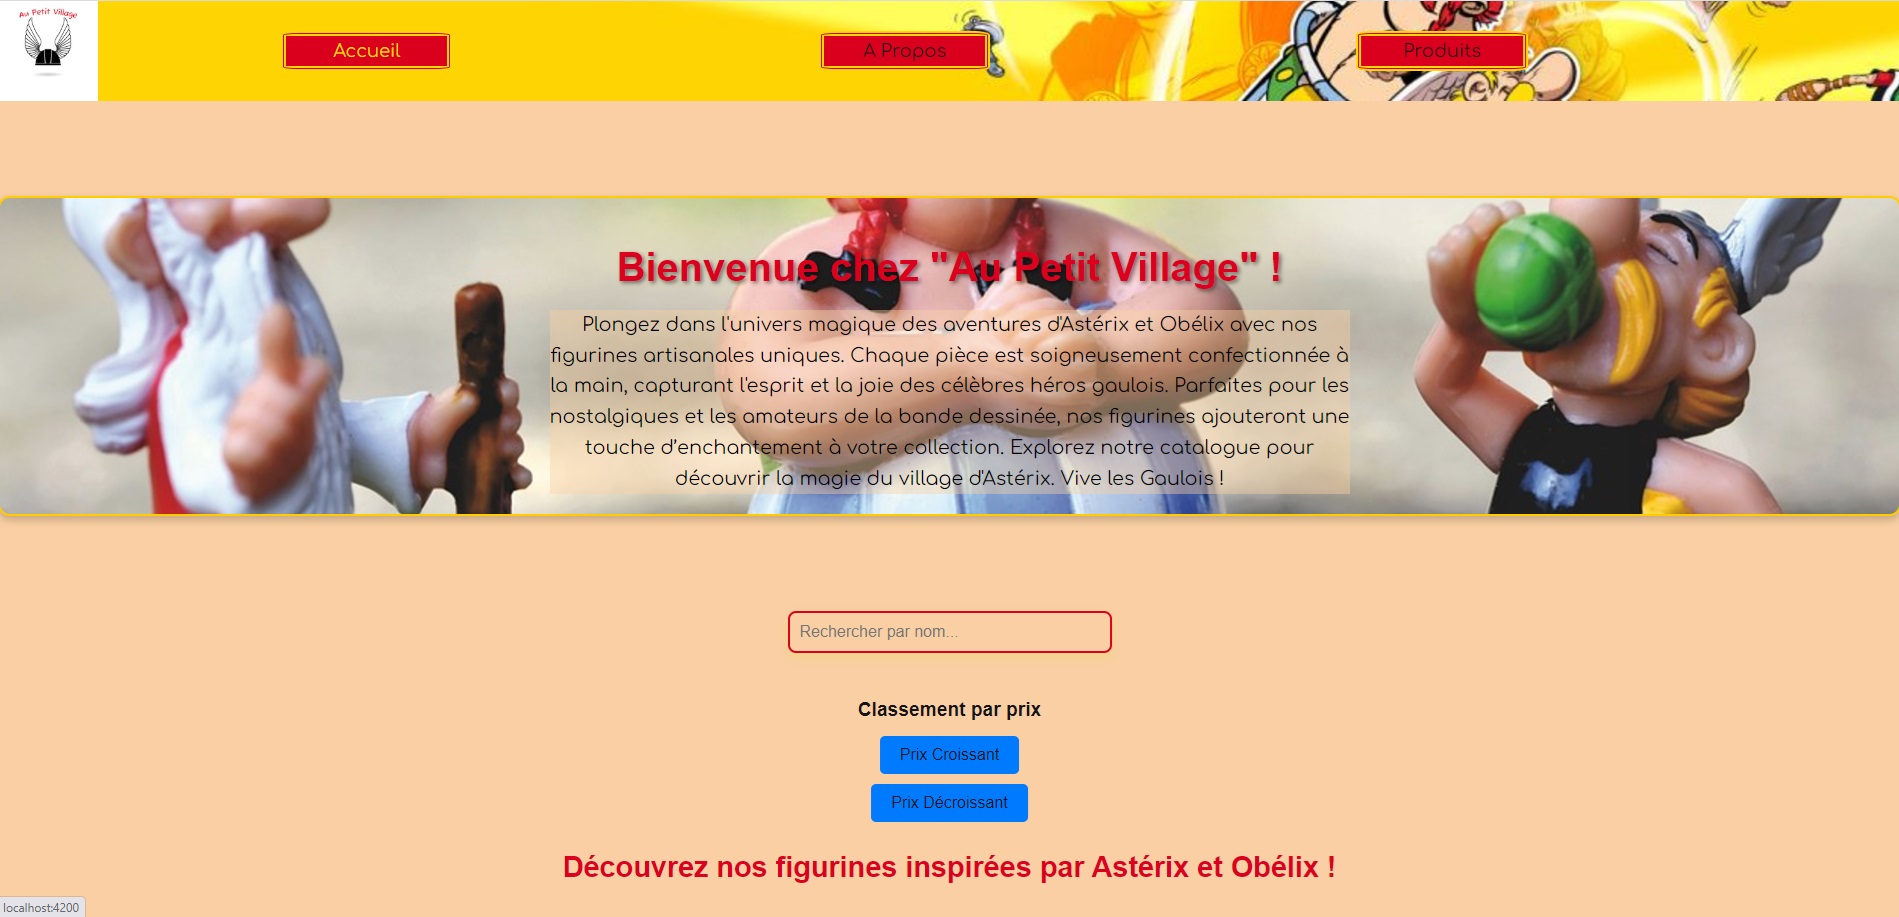 Au Petit Village
Accueil
A Propos
Produits
Bienvenue chez "Au Petit Village" !
Plongez dans l'univers magique des aventures d'Astérix et Obélix avec nos
figurines artisanales uniques. Chaque pièce est soigneusement confectionnée à
la main, capturant l'esprit et la joie des célèbres héros gaulois. Parfaites pour les
nostalgiques et les amateurs de la bande dessinée, nos figurines ajouteront une
touche d’enchantement à votre collection. Explorez notre catalogue pour
découvrir la magie du village d'Astérix. Vive les Gaulois !
Rechercher par nom...
Classement par prix
Prix Croissant
Prix Décroissant
Découvrez nos figurines inspirées par Astérix et Obélix !
localhost:4200